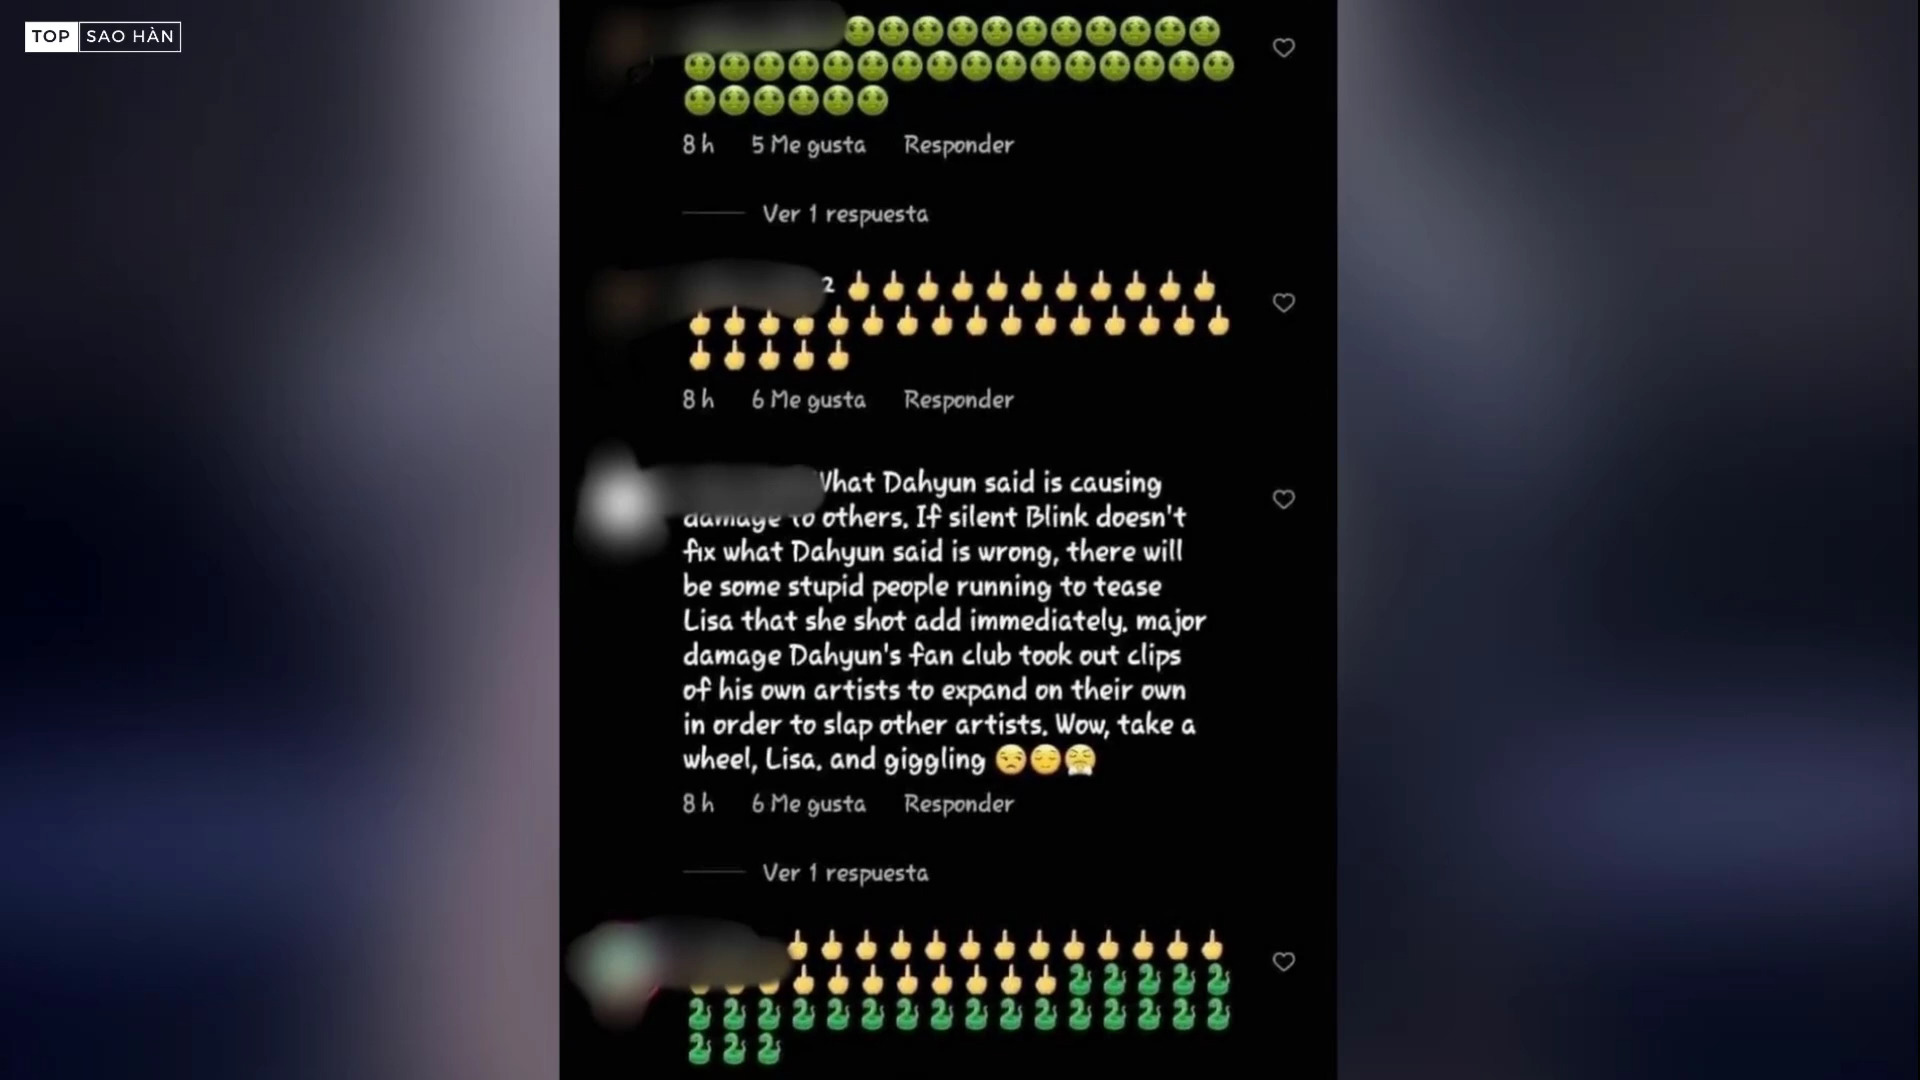 TOP SAO HÀN
🤢🤢🤢🤢🤢🤢🤢🤢🤢🤢🤢
🤢🤢🤢🤢🤢🤢🤢🤢🤢🤢🤢🤢🤢🤢🤢🤢
🤢🤢🤢🤢🤢🤢
8 h 5 Me gusta Responder
Ver 1 respuesta
2 🖕🖕🖕🖕🖕🖕🖕🖕🖕🖕🖕
🖕🖕🖕🖕🖕🖕🖕🖕🖕🖕🖕🖕🖕🖕🖕🖕
🖕🖕🖕🖕🖕
8 h 6 Me gusta Responder
What Dahyun said is causing
damage to others. If silent Blink doesn't
fix what Dahyun said is wrong, there will
be some stupid people running to tease
Lisa that she shot add immediately. major
damage Dahyun's fan club took out clips
of his own artists to expand on their own
in order to slap other artists. Wow, take a
wheel, Lisa. and giggling 😒😌😤
8 h 6 Me gusta Responder
Ver 1 respuesta
🖕🖕🖕🖕🖕🖕🖕🖕🖕🖕🖕🖕🖕
🖕🖕🖕🖕🖕🖕🖕🖕🖕🖕🖕🐍🐍🐍🐍🐍
🐍🐍🐍🐍🐍🐍🐍🐍🐍🐍🐍🐍🐍🐍🐍🐍
🐍🐍🐍